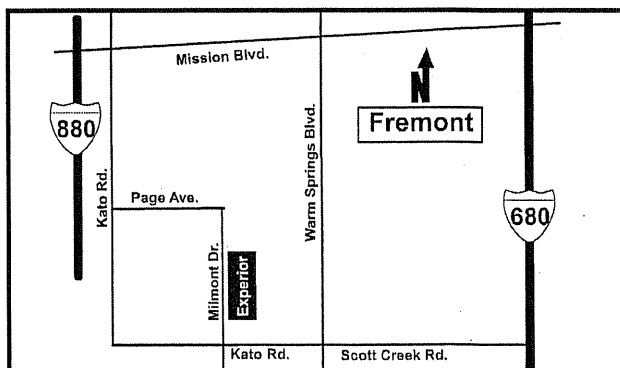 Mission Blvd.
N
Fremont
880
Kato Rd.
Warm Springs Blvd.
Page Ave.
680
Milmont Dr.
Experior
Kato Rd.
Scott Creek Rd.